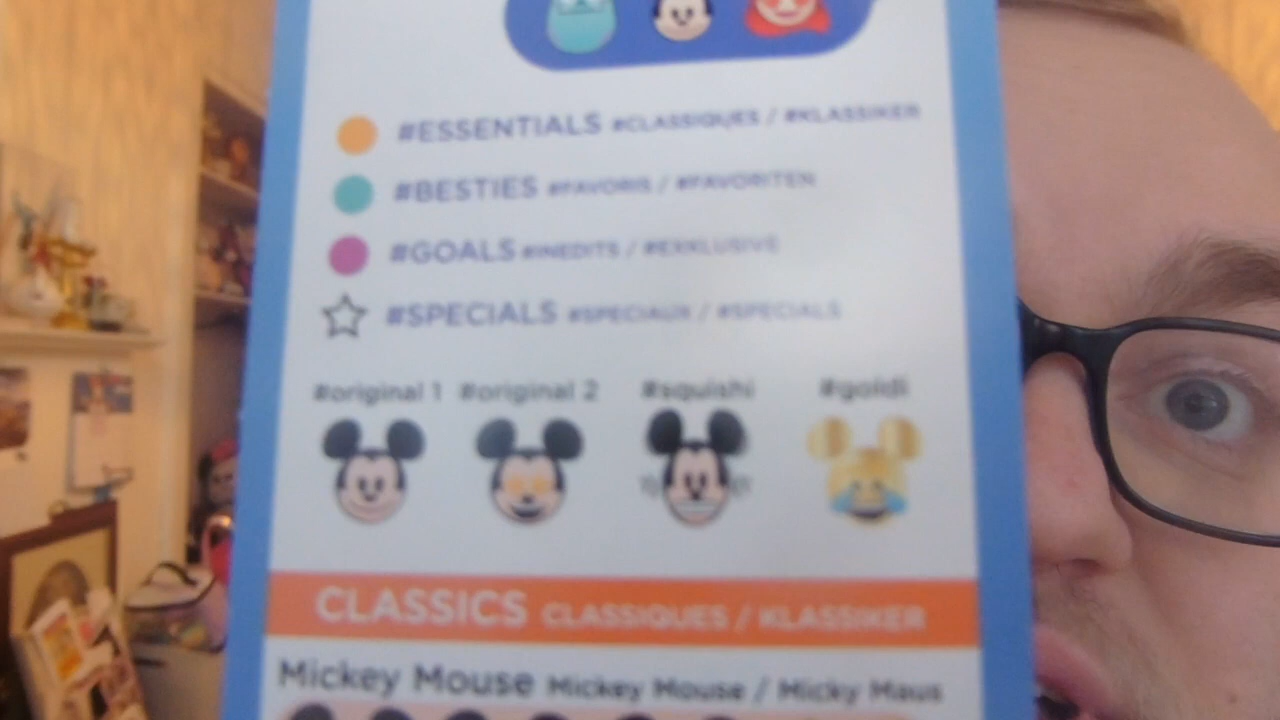 #ESSENTIALS #CLASSIQUES / #KLASSIKER
#BESTIES #FAVORIS / #FAVORITEN
#GOALS #INEDITS / #EXKLUSIVE
#SPECIALS #SPECIAUX / #SPECIALS
#original 1 #original 2 #squishi #goldi
CLASSICS CLASSIQUES / KLASSIKER
Mickey Mouse Mickey Mouse / Micky Maus